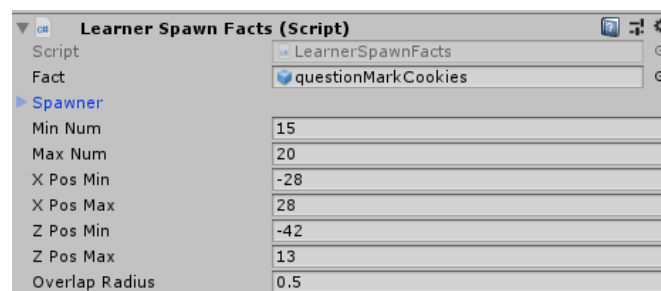 Learner Spawn Facts (Script)
Script LearnerSpawnFacts
Fact questionMarkCookies
Spawner
Min Num 15
Max Num 20
X Pos Min -28
X Pos Max 28
Z Pos Min -42
Z Pos Max 13
Overlap Radius 0.5